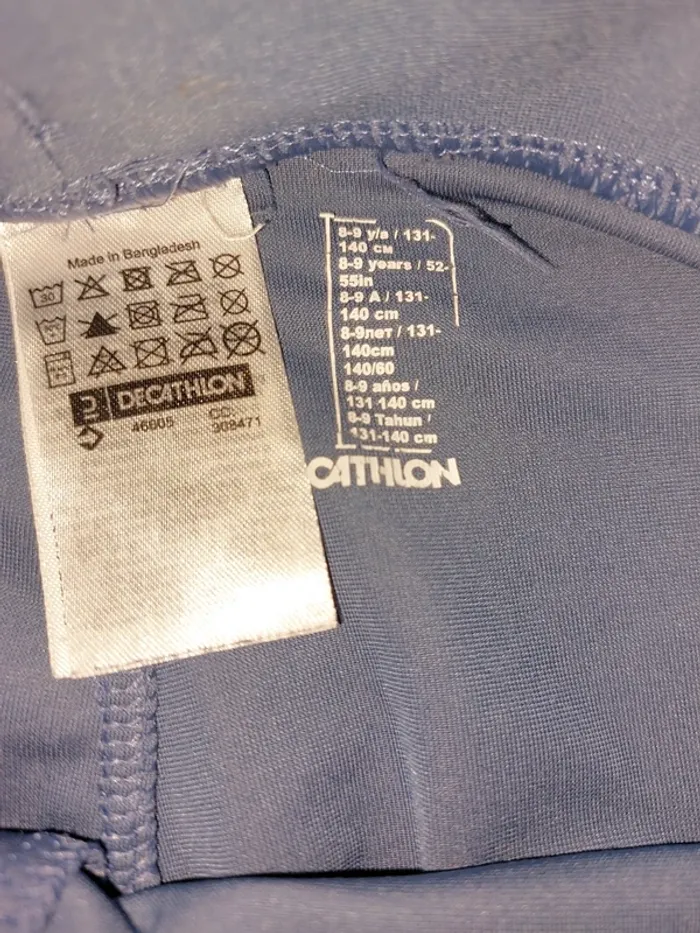 Made in Bangladesh
30
DECATHLON
46605 CC:
308471
8-9 y/a / 131-
140 см
8-9 years / 52-
55in
8-9 A / 131-
140 cm
8-9лет / 131-
140cm
140/60
8-9 años /
131 140 cm
8-9 Tahun /
131-140 cm
CATHLON